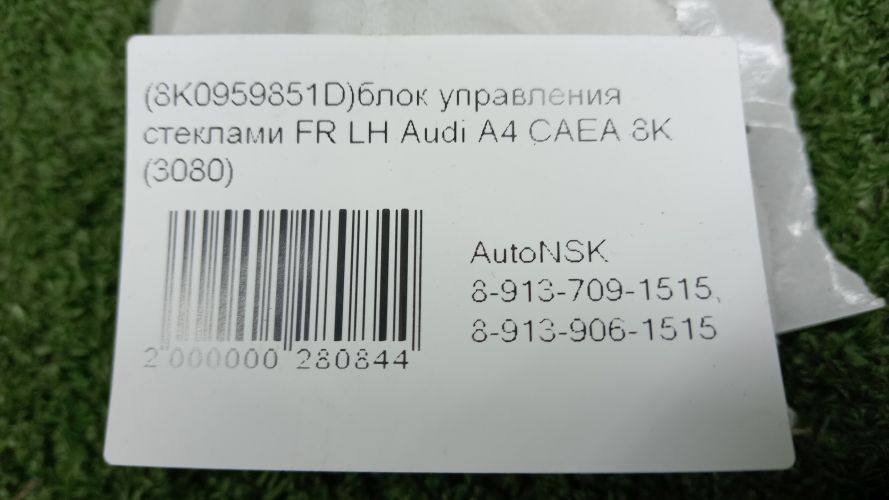 (8K0959851D)блок управления
стеклами FR LH Audi A4 CAEA 8K
(3080)
AutoNSK
8-913-709-1515,
8-913-906-1515
2 000000 280844